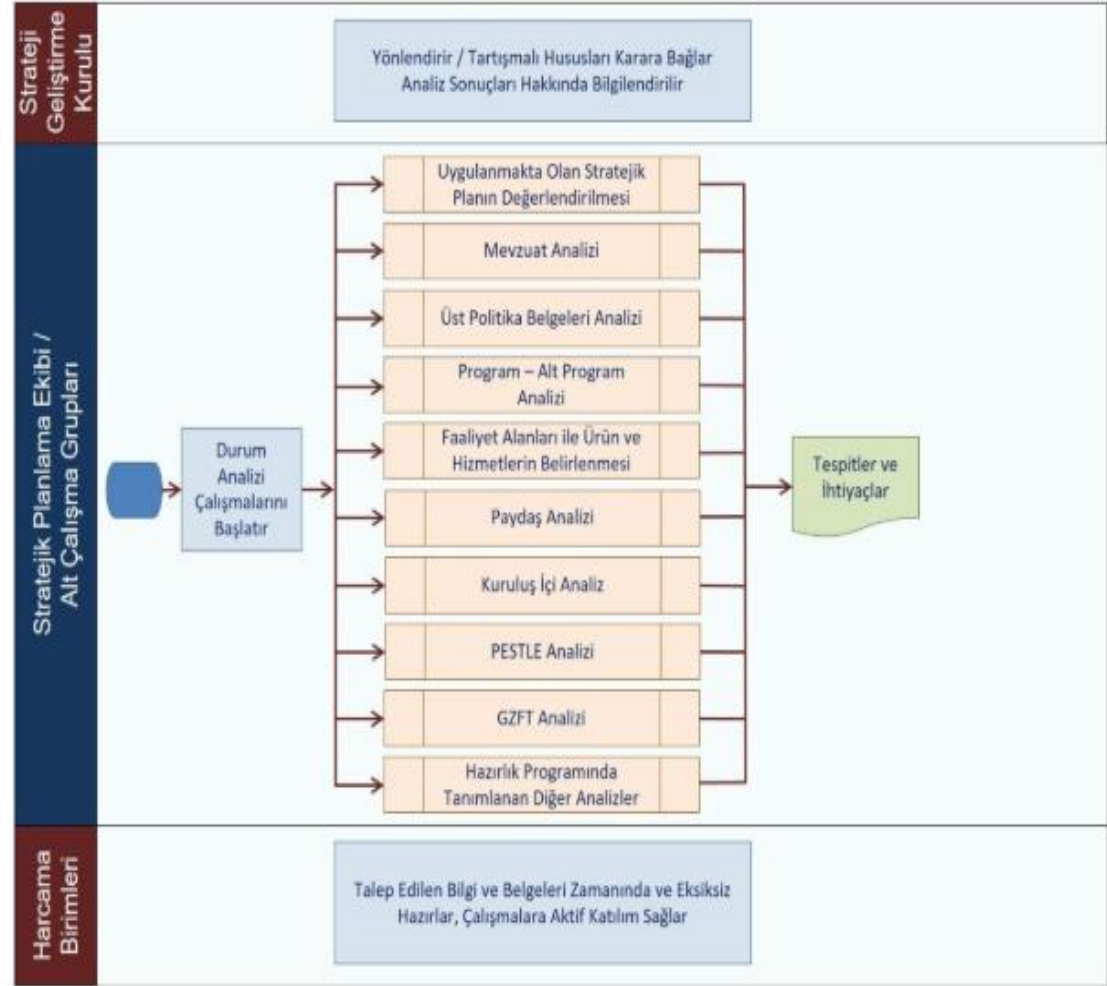 Strateji
Geliştirme
Kurulu
Yönlendirir / Tartışmalı Hususları Karara Bağlar
Analiz Sonuçları Hakkında Bilgilendirilir
Stratejik Planlama Ekibi /
Alt Çalışma Grupları
Durum
Analizi
Çalışmalarını
Başlatır
Uygulanmakta Olan Stratejik
Planın Değerlendirilmesi
Mevzuat Analizi
Üst Politika Belgeleri Analizi
Program – Alt Program
Analizi
Faaliyet Alanları ile Ürün ve
Hizmetlerin Belirlenmesi
Paydaş Analizi
Kuruluş İçi Analiz
PESTLE Analizi
GZFT Analizi
Hazırlık Programında
Tanımlanan Diğer Analizler
Tespitler ve
İhtiyaçlar
Harcama
Birimleri
Talep Edilen Bilgi ve Belgeleri Zamanında ve Eksiksiz
Hazırlar, Çalışmalara Aktif Katılım Sağlar